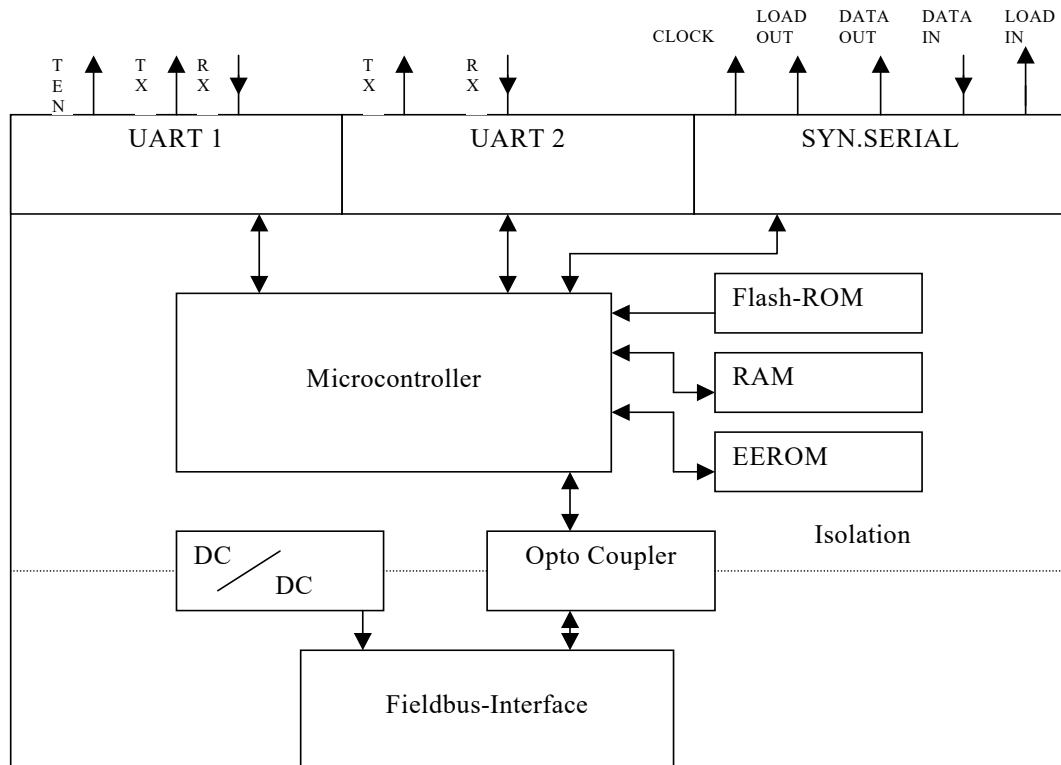 LOAD
OUT
DATA
OUT
DATA
IN
LOAD
IN
CLOCK
T
E
N
T
X
R
X
T
X
R
X
UART 1
UART 2
SYN.SERIAL
Flash-ROM
Microcontroller
RAM
EEROM
Isolation
DC
DC
Opto Coupler
Fieldbus-Interface